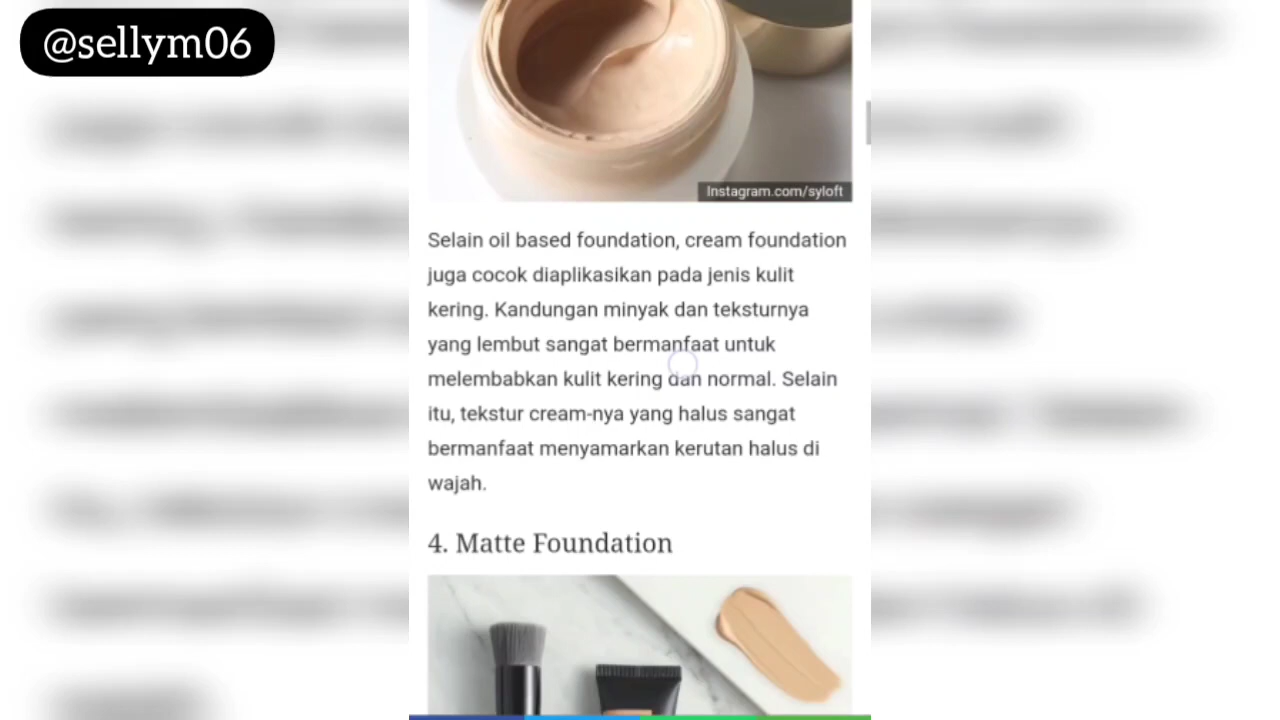 @sellym06
Instagram.com/syloft
Selain oil based foundation, cream foundation
juga cocok diaplikasikan pada jenis kulit
kering. Kandungan minyak dan teksturnya
yang lembut sangat bermanfaat untuk
melembabkan kulit kering dan normal. Selain
itu, tekstur cream-nya yang halus sangat
bermanfaat menyamarkan kerutan halus di
wajah.
4. Matte Foundation